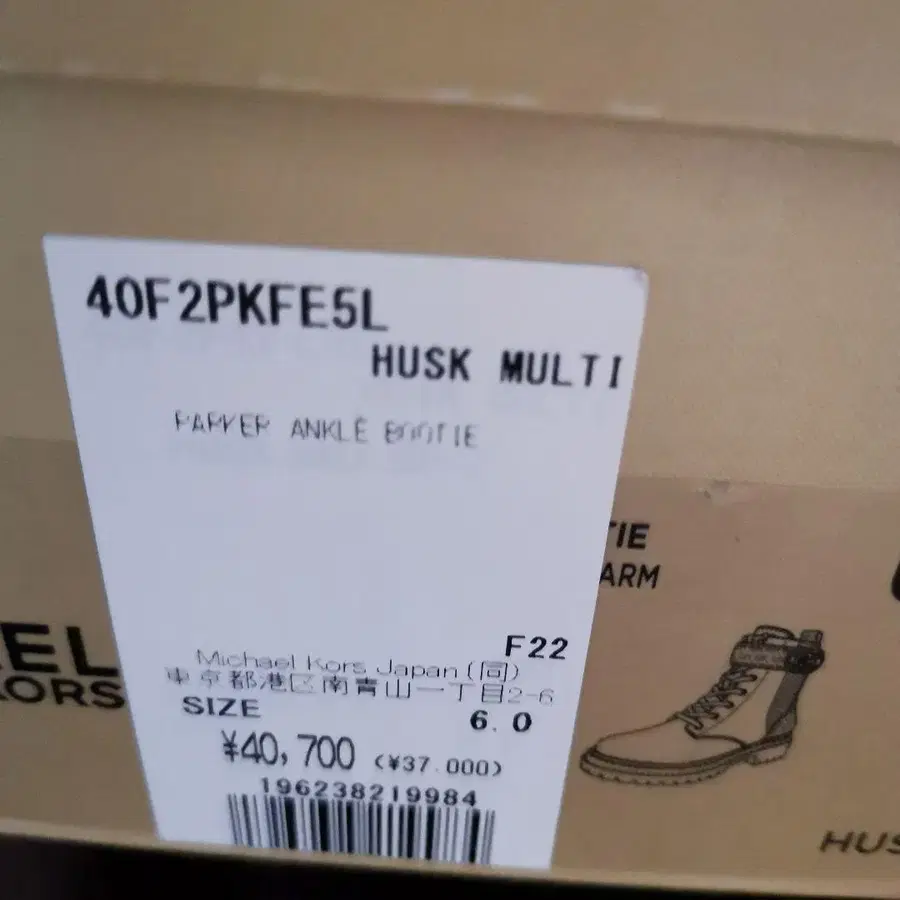 40F2PKFE5L
HUSK MULTI
PARKER ANKLE BOOTIE
TIE
ARM
F22
Michael Kors Japan(同)
東京都港区南青山一丁目2-6
EL
KORS
SIZE
6.0
¥40,700 (¥37.000)
196238219984
HUS